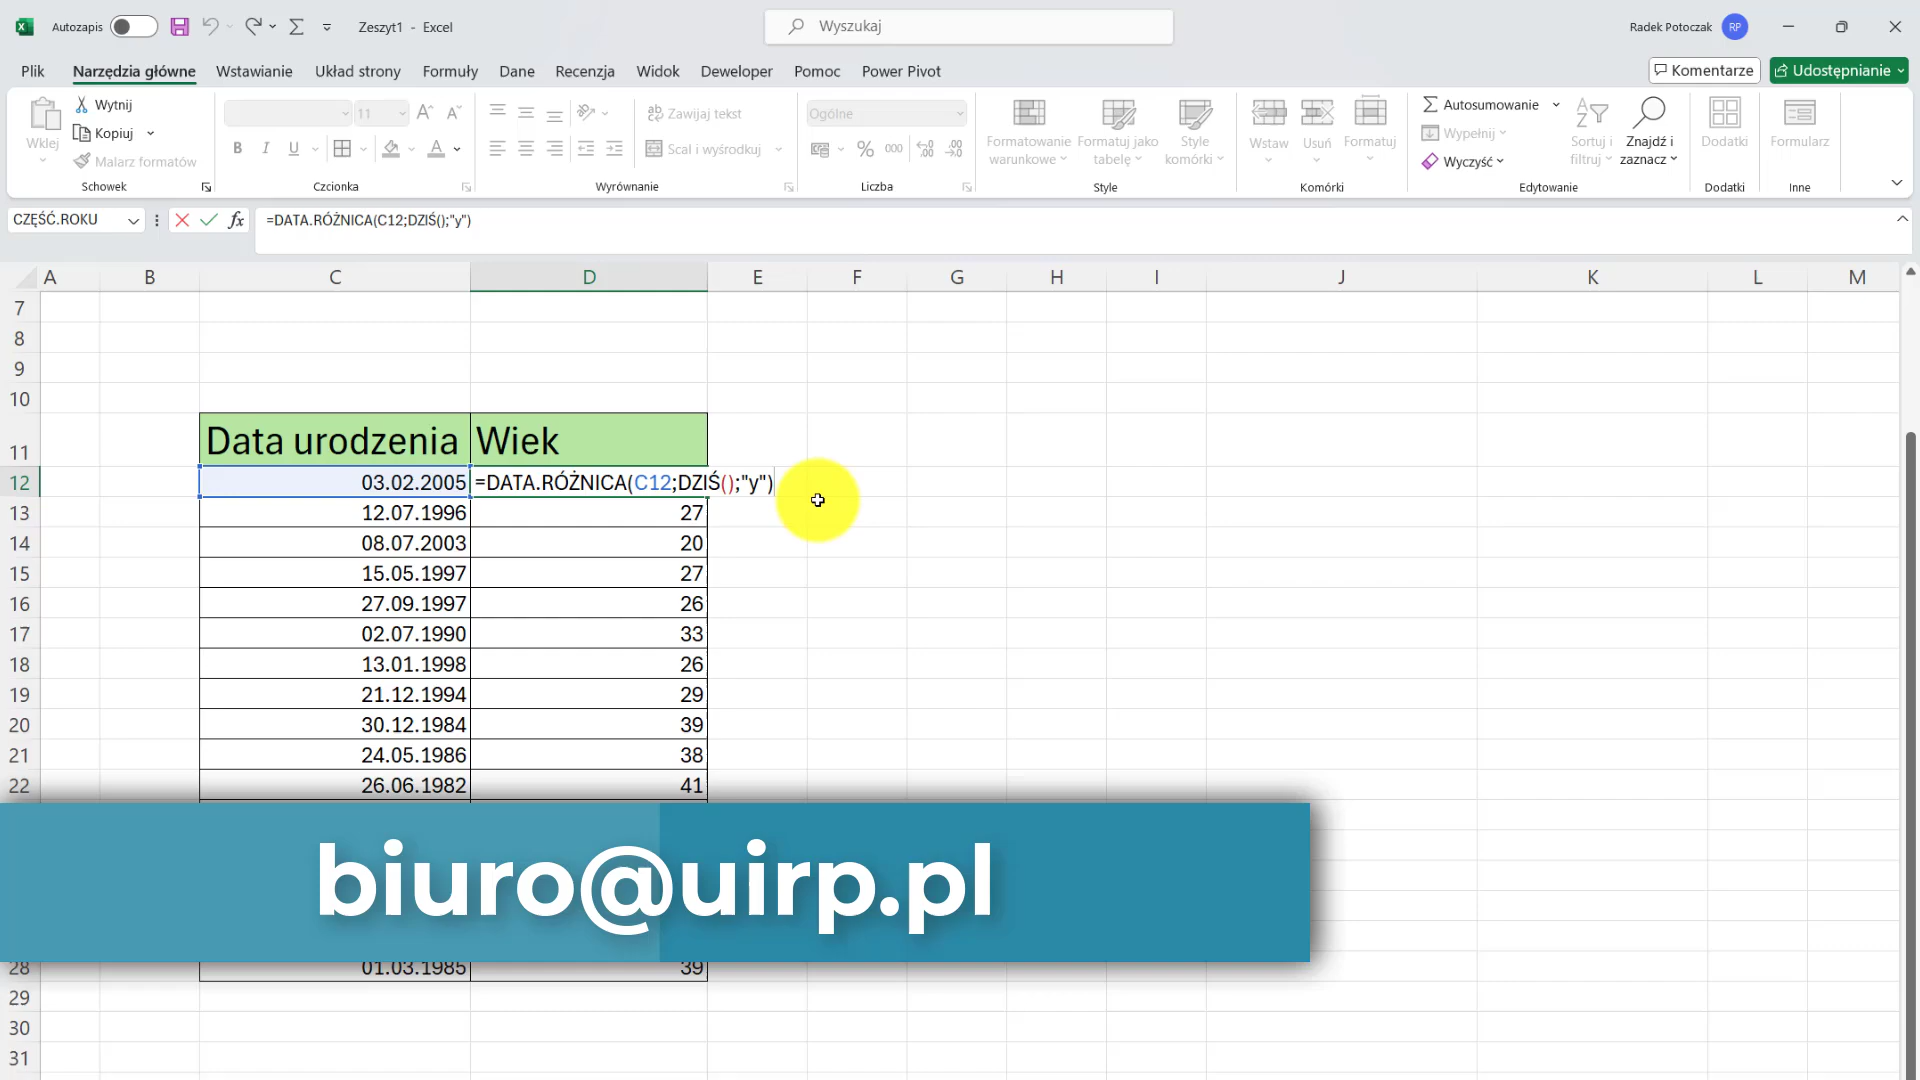 Autozapis Zeszyt1 - Excel Wyszukaj Radek Potoczak RP
Plik Narzędzia główne Wstawianie Układ strony Formuły Dane Recenzja Widok Deweloper Pomoc Power Pivot Komentarze Udostępnianie
Wklej
Wytnij
Kopiuj
Malarz formatów
Schowek
11
B I U
Czcionka
Zawijaj tekst
Scal i wyśrodkuj
Wyrównanie
Ogólne
% 000
Liczba
Formatowanie warunkowe
Formatuj jako tabelę
Style komórki
Style
Wstaw
Usuń
Formatuj
Komórki
Autosumowanie
Wypełnij
Wyczyść
Sortuj i filtruj
Znajdź i zaznacz
Edytowanie
Dodatki
Dodatki
Formularz
Inne
CZĘŚĆ.ROKU fx =DATA.RÓŻNICA(C12;DZIŚ();"y")
A B C D E F G H I J K L M
7
8
9
10
11 Data urodzenia Wiek
12 03.02.2005 =DATA.RÓŻNICA(C12;DZIŚ();"y")
13 12.07.1996 27
14 08.07.2003 20
15 15.05.1997 27
16 27.09.1997 26
17 02.07.1990 33
18 13.01.1998 26
19 21.12.1994 29
20 30.12.1984 39
21 24.05.1986 38
22 26.06.1982 41
biuro@uirp.pl
28 01.03.1985 39
29
30
31